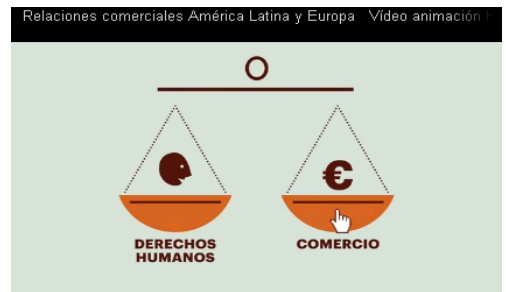 Relaciones comerciales América Latina y Europa Vídeo animación
€
DERECHOS
HUMANOS
COMERCIO